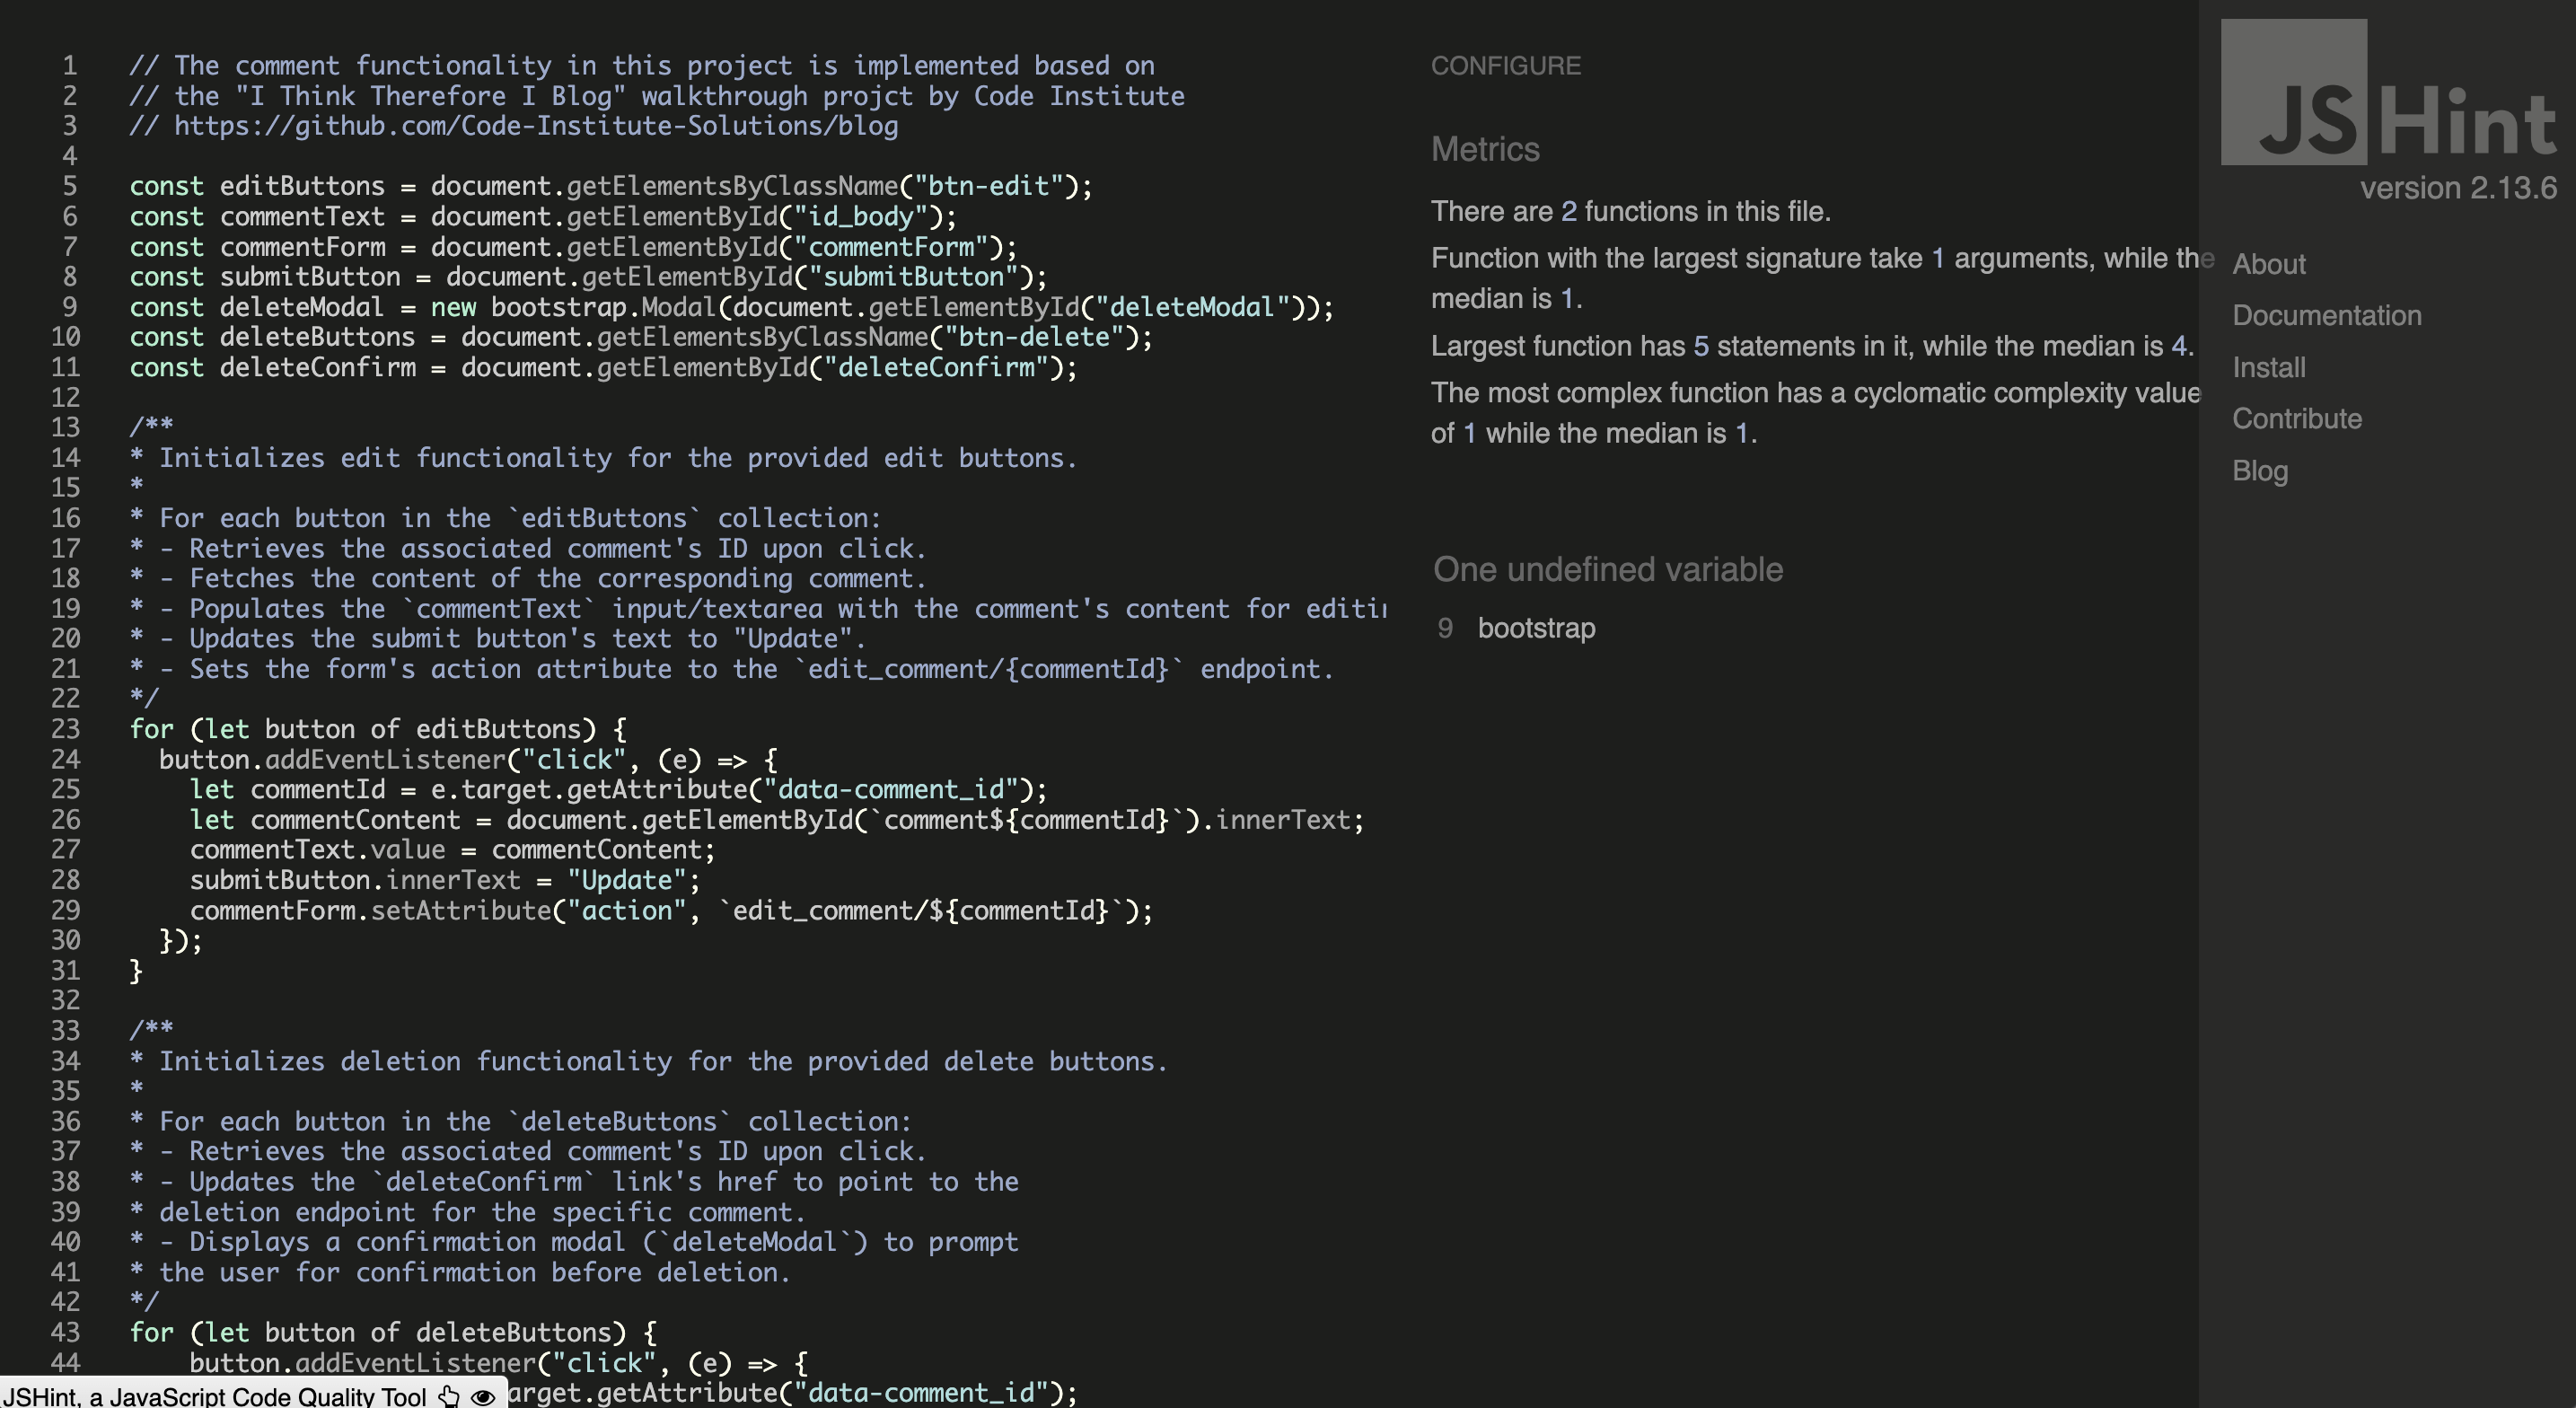 1 // The comment functionality in this project is implemented based on
2 // the "I Think Therefore I Blog" walkthrough projct by Code Institute
3 // https://github.com/Code-Institute-Solutions/blog
4
5 const editButtons = document.getElementsByClassName("btn-edit");
6 const commentText = document.getElementById("id_body");
7 const commentForm = document.getElementById("commentForm");
8 const submitButton = document.getElementById("submitButton");
9 const deleteModal = new bootstrap.Modal(document.getElementById("deleteModal"));
10 const deleteButtons = document.getElementsByClassName("btn-delete");
11 const deleteConfirm = document.getElementById("deleteConfirm");
12
13 /**
14 * Initializes edit functionality for the provided edit buttons.
15 *
16 * For each button in the `editButtons` collection:
17 * - Retrieves the associated comment's ID upon click.
18 * - Fetches the content of the corresponding comment.
19 * - Populates the `commentText` input/textarea with the comment's content for
20 * - Updates the submit button's text to "Update".
21 * - Sets the form's action attribute to the `edit_comment/{commentId}` endpoint.
22 */
23 for (let button of editButtons) {
24   button.addEventListener("click", (e) => {
25     let commentId = e.target.getAttribute("data-comment_id");
26     let commentContent = document.getElementById(`comment${commentId}`).innerText;
27     commentText.value = commentContent;
28     submitButton.innerText = "Update";
29     commentForm.setAttribute("action", `edit_comment/${commentId}`);
30   });
31 }
32
33 /**
34 * Initializes deletion functionality for the provided delete buttons.
35 *
36 * For each button in the `deleteButtons` collection:
37 * - Retrieves the associated comment's ID upon click.
38 * - Updates the `deleteConfirm` link's href to point to the
39 * deletion endpoint for the specific comment.
40 * - Displays a confirmation modal (`deleteModal`) to prompt
41 * the user for confirmation before deletion.
42 */
43 for (let button of deleteButtons) {
44     button.addEventListener("click", (e) => {
arget.getAttribute("data-comment_id");
JSHint, a JavaScript Code Quality Tool
CONFIGURE
Metrics
There are 2 functions in this file.
Function with the largest signature take 1 arguments, while the
median is 1.
Largest function has 5 statements in it, while the median is 4.
The most complex function has a cyclomatic complexity value
of 1 while the median is 1.
One undefined variable
9 bootstrap
JSHint
version 2.13.6
About
Documentation
Install
Contribute
Blog